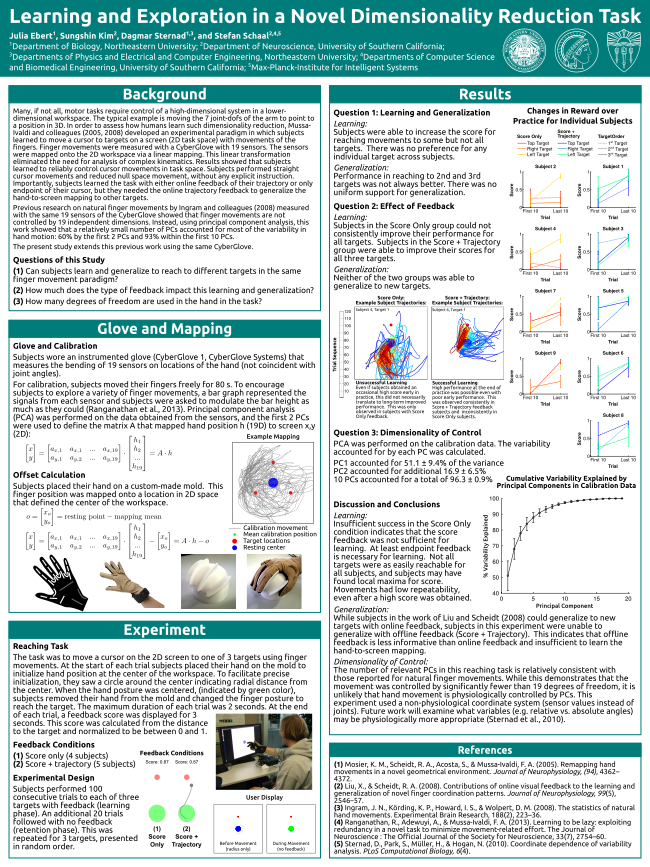 Learning and Exploration in a Novel Dimensionality Reduction Task
Julia Ebert¹, Sungshin Kim², Dagmar Sternad¹,³, and Stefan Schaal²,⁴,⁵
¹Department of Biology, Northeastern University; ²Department of Neuroscience, University of Southern California;
³Departments of Physics and Electrical and Computer Engineering, Northeastern University; ⁴Departments of Computer Science
and Biomedical Engineering, University of Southern California; ⁵Max-Planck-Institute for Intelligent Systems
Background
Many, if not all, motor tasks require control of a high-dimensional system in a lower-
dimensional workspace. The typical example is moving the 7 joint-dofs of the arm to point to
a position in 3D. In order to assess how humans learn such dimensionality reduction, Mussa-
Ivaldi and colleagues (2005, 2008) developed an experimental paradigm in which subjects
learned to move a cursor to targets on a screen (2D task space) with movements of the
fingers. Finger movements were measured with a CyberGlove with 19 sensors. The sensors
were mapped onto the 2D workspace via a linear mapping. This linear transformation
eliminated the need for analysis of complex kinematics. Results showed that subjects
learned to reliably control cursor movements in task space. Subjects performed straight
cursor movements and reduced null space movement, without any explicit instruction.
Importantly, subjects learned the task with either online feedback of their trajectory or only
endpoint of their cursor, but they needed the online trajectory feedback to generalize the
hand-screen mapping to other targets.
Previous research on natural finger movements by Ingram and colleagues (2008) measured
with the same 19 sensors of the CyberGlove showed that finger movements are not
controlled by 19 independent dimensions. Instead, using principal component analysis, this
work showed that a relatively small number of PCs accounted for most of the variability in
hand motion: 60% by the first 2 PCs and 93% within the first 10 PCs.
The present study extends this previous work using the same CyberGlove.
Questions of this Study
(1) Can subjects learn and generalize to reach to different targets in the same
finger movement paradigm?
(2) How much does the type of feedback impact this learning and generalization?
(3) How many degrees of freedom are used in the hand in the task?
Glove and Mapping
Glove and Calibration
Subjects wore an instrumented glove (CyberGlove 1, CyberGlove Systems) that
measures the bending of 19 sensors on locations of the hand (not coincident with
joint angles).
For calibration, subjects moved their fingers freely for 80 s. To encourage
subjects to explore a variety of finger movements, a bar graph represented the
signals from each sensor and subjects were asked to modulate the bar height as
much as they could (Ranganathan et al., 2013). Principal component analysis
(PCA) was performed on the data obtained from the sensors, and the first 2 PCs
were used to define the matrix A that mapped hand position h (19D) to screen x,y
(2D):
[x y] = [a_{x,1} a_{x,2} ... a_{x,19} a_{y,1} a_{y,2} ... a_{y,19}] · [h₁ h₂ ... h₁₉] = A · h
Example Mapping
Calibration movement
Mean calibration position
Target locations
Resting center
Offset Calculation
Subjects placed their hand on a custom-made mold. This
finger position was mapped onto a location in 2D space
that defined the center of the workspace.
o = [x_o y_o] = resting point − mapping mean
[x y] = [a_{x,1} a_{x,2} ... a_{x,19} a_{y,1} a_{y,2} ... a_{y,19}] · [h₁ h₂ ... h₁₉] − [x_o y_o] = A · h − o
Experiment
Reaching Task
The task was to move a cursor on the 2D screen to one of 3 targets using finger
movements. At the start of each trial subjects placed their hand on the mold to
initialize hand position at the center of the workspace. To facilitate precise
initialization, they saw a circle around the center indicating radial distance from
the center. When the hand posture was centered, (indicated by green color),
subjects removed their hand from the mold and changed the finger posture to
reach the target. The maximum duration of each trial was 2 seconds. At the
end of each trial, a feedback score was displayed for 3
seconds. This score was calculated from the distance
to the target and normalized to be between 0 and 1.
Feedback Conditions
(1) Score only (4 subjects)
(2) Score + trajectory (5 subjects)
Experimental Design
Subjects performed 100
consecutive trials to each of three
targets with feedback (learning
phase). An additional 20 trials
followed with no feedback
(retention phase). This was
repeated for 3 targets, presented
in random order.
Feedback Conditions
Score: 0.87 Score: 0.87
(1) Score Only
(2) Score + Trajectory
User Display
Before Movement (radius only)
During Movement (no feedback)
Results
Question 1: Learning and Generalization
Learning:
Subjects were able to increase the score for
reaching movements to some but not all
targets. There was no preference for any
individual target across subjects.
Generalization:
Performance in reaching to 2nd and 3rd
targets was not always better. There was no
uniform support for generalization.
Question 2: Effect of Feedback
Learning:
Subjects in the Score Only group could not
consistently improve their performance for
all targets. Subjects in the Score + Trajectory
group were able to improve their scores for
all three targets.
Generalization:
Neither of the two groups was able to
generalize to new targets.
Score Only:
Example Subject Trajectories:
Subject 4, Target 1
Trial Sequence
120
110
100
90
80
70
60
50
40
30
20
Unsuccessful Learning
Even if subjects obtained an
occasional high score early in
practice, this did not necessarily
translate to long-term improved
performance. This was only
observed in subjects with Score
Only feedback.
Score + Trajectory:
Example Subject Trajectories:
Subject 6, Target 1
Successful Learning
High performance at the end of
practice was possible even with
poor early performance. This
was observed consistently in
Score + Trajectory feedback
subjects and inconsistently in
Score Only subjects.
Changes in Reward over
Practice for Individual Subjects
Score Only
Top Target
Right Target
Left Target
Score + Trajectory
Top Target
Right Target
Left Target
TargetOrder
1st Target
2nd Target
3rd Target
Subject 2
Subject 1
Subject 4
Subject 3
Subject 7
Subject 5
Subject 9
Subject 6
Subject 8
Score
First 10 Last 10
Trial
Question 3: Dimensionality of Control
PCA was performed on the calibration data. The variability
accounted for by each PC was calculated.
PC1 accounted for 51.1 ± 9.4% of the variance
PC2 accounted for additional 16.9 ± 6.5%
10 PCs accounted for a total of 96.3 ± 0.9%
Cumulative Variability Explained by
Principal Components in Calibration Data
% Variability Explained
100
90
80
70
60
50
40
0 5 10 15 20
Principal Component
Discussion and Conclusions
Learning:
Insufficient success in the Score Only
condition indicates that the score
feedback was not sufficient for
learning. At least endpoint feedback
is necessary for learning. Not all
targets were as easily reachable for
all subjects, and subjects may have
found local maxima for score.
Movements had low repeatability,
even after a high score was obtained.
Generalization:
While subjects in the work of Liu and Scheidt (2008) could generalize to new
targets with online feedback, subjects in this experiment were unable to
generalize with offline feedback (Score + Trajectory). This indicates that offline
feedback is less informative than online feedback and insufficient to learn the
hand-to-screen mapping.
Dimensionality of Control:
The number of relevant PCs in this reaching task is relatively consistent with
those reported for natural finger movements. While this demonstrates that the
movement was controlled by significantly fewer than 19 degrees of freedom, it is
unlikely that hand movement is physiologically controlled by PCs. This
experiment used a non-physiological coordinate system (sensor values instead of
joints). Future work will examine what variables (e.g. relative vs. absolute angles)
may be physiologically more appropriate (Sternad et al., 2010).
References
(1) Mosier, K. M., Scheidt, R. A., Acosta, S., & Mussa-Ivaldi, F. A. (2005). Remapping hand
movements in a novel geometrical environment. Journal of Neurophysiology, (94), 4362–
4372.
(2) Liu, X., & Scheidt, R. A. (2008). Contributions of online visual feedback to the learning and
generalization of novel finger coordination patterns. Journal of Neurophysiology, 99(5),
2546–57.
(3) Ingram, J. N., Körding, K. P., Howard, I. S., & Wolpert, D. M. (2008). The statistics of natural
hand movements. Experimental Brain Research, 188(2), 223–36.
(4) Ranganathan, R., Adewuyi, A., & Mussa-Ivaldi, F. A. (2013). Learning to be lazy: exploiting
redundancy in a novel task to minimize movement-related effort. The Journal of
Neuroscience : The Official Journal of the Society for Neuroscience, 33(7), 2754–60.
(5) Sternad, D., Park, S., Müller, H., & Hogan, N. (2010). Coordinate dependence of variability
analysis. PLoS Computational Biology, 6(4).